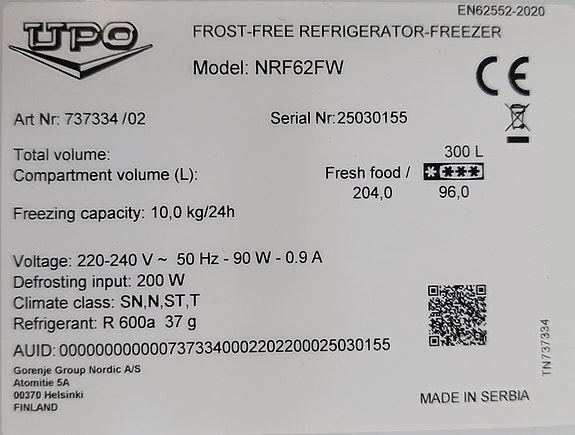 EN62552-2020
UPO
FROST-FREE REFRIGERATOR-FREEZER
Model: NRF62FW
CE
Art Nr: 737334 /02
Serial Nr:25030155
Total volume: 300 L
Compartment volume (L): Fresh food / ****
204,0 96,0
Freezing capacity: 10,0 kg/24h
Voltage: 220-240 V ~ 50 Hz - 90 W - 0.9 A
Defrosting input: 200 W
Climate class: SN,N,ST,T
Refrigerant: R 600a 37 g
AUID: 0000000000007373340002202200025030155
Gorenje Group Nordic A/S
Atomitie 5A
00370 Helsinki
FINLAND
MADE IN SERBIA
TN737334